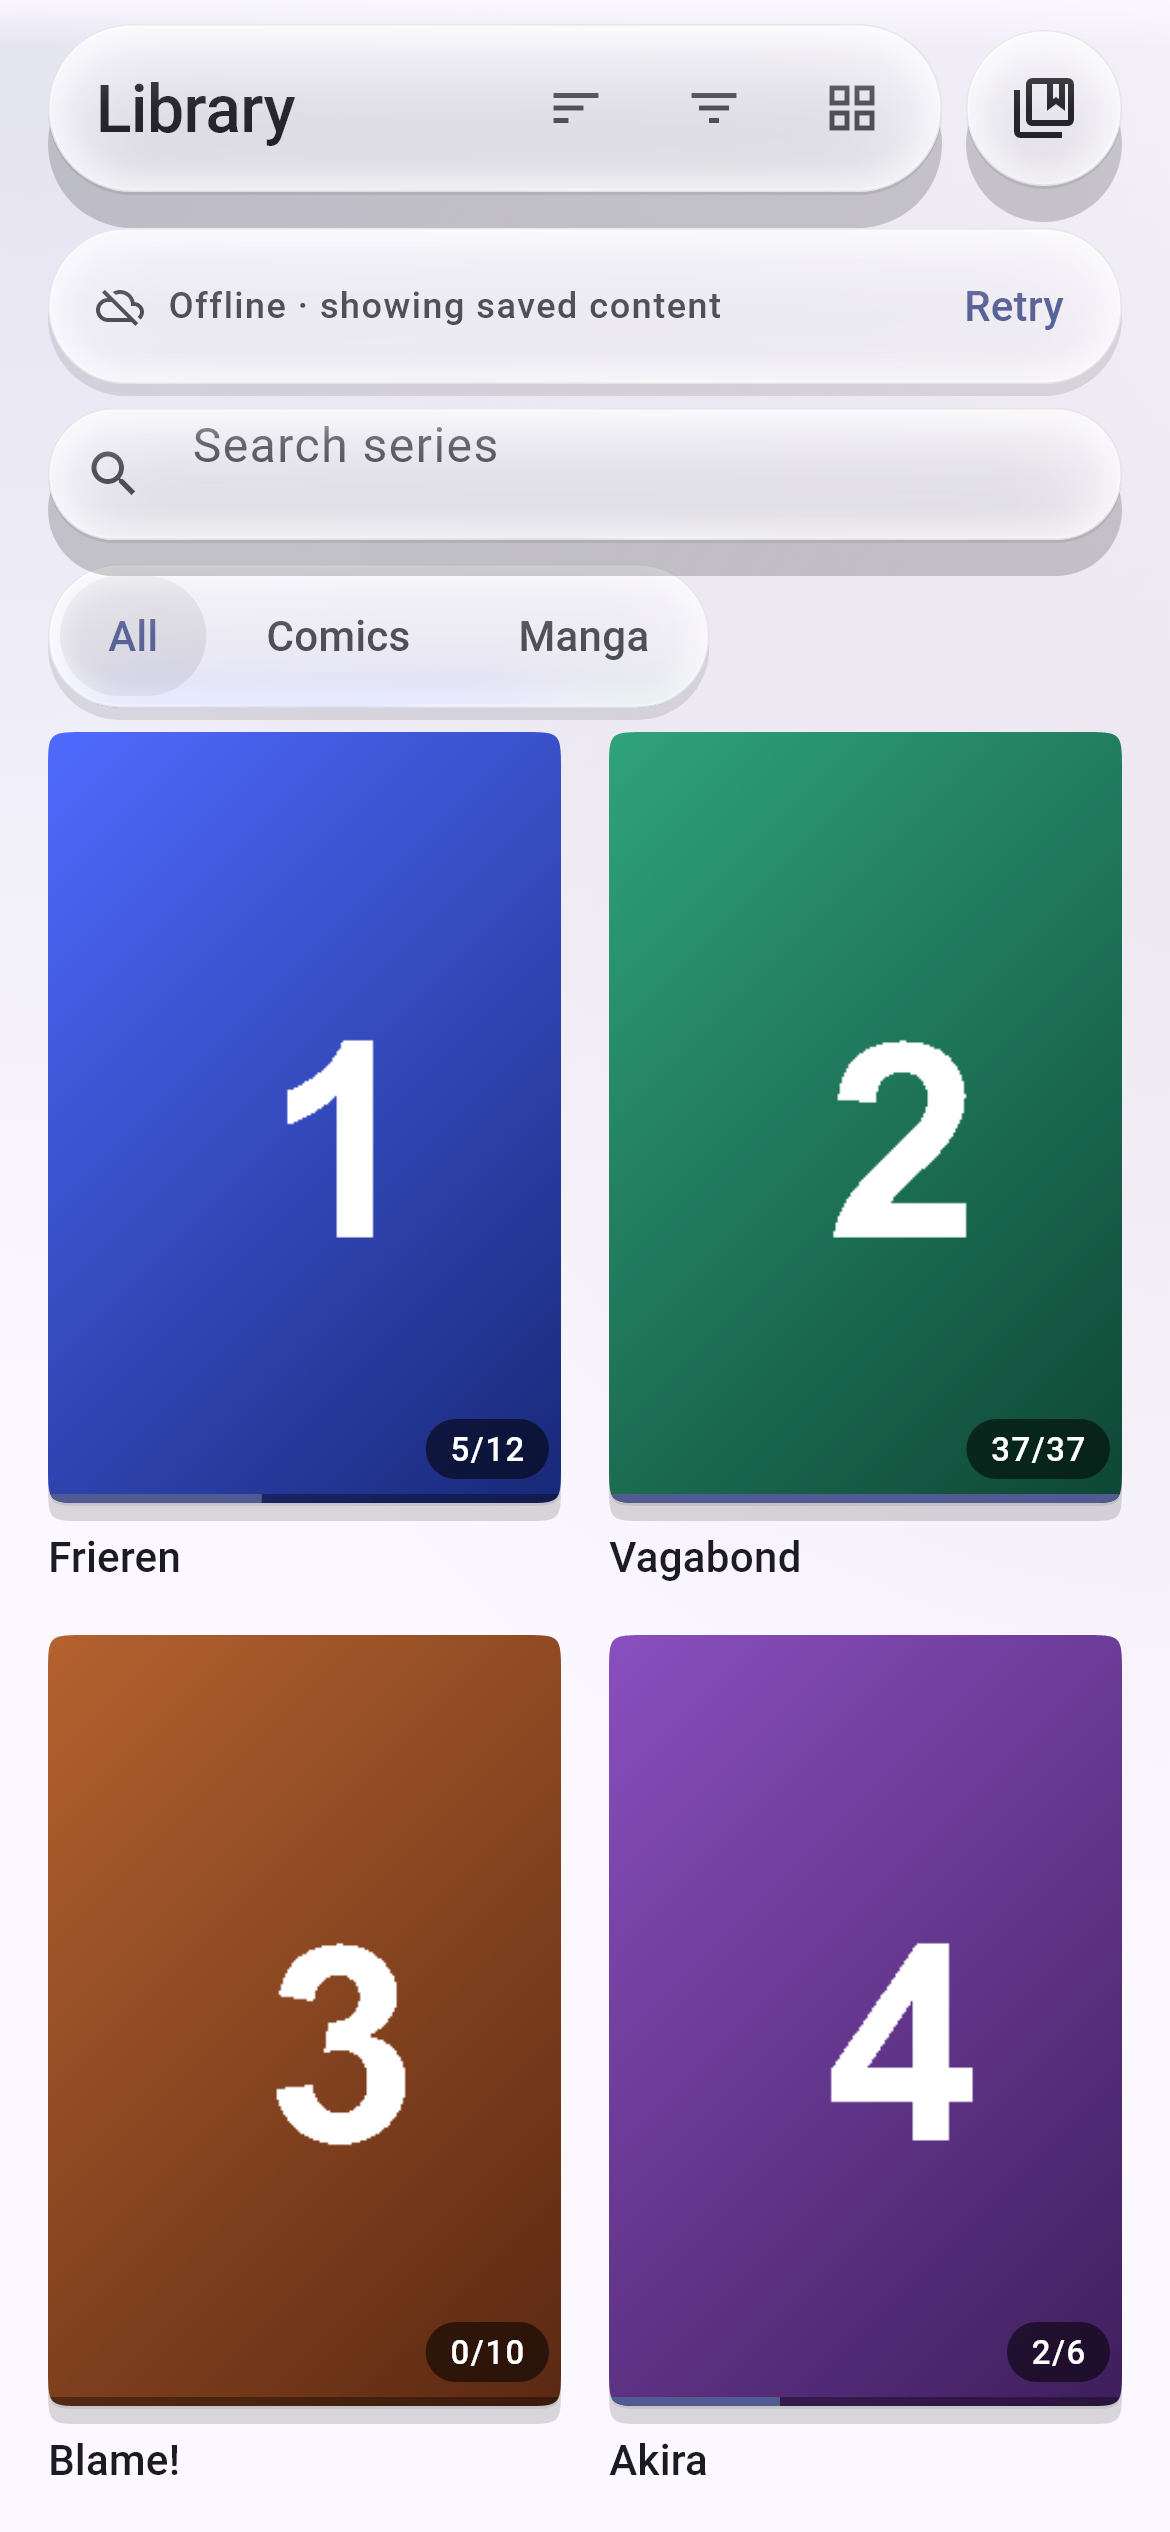 Library
Offline · showing saved content
Retry
Search series
All
Comics
Manga
1
5/12
Frieren
2
37/37
Vagabond
3
0/10
Blame!
4
2/6
Akira